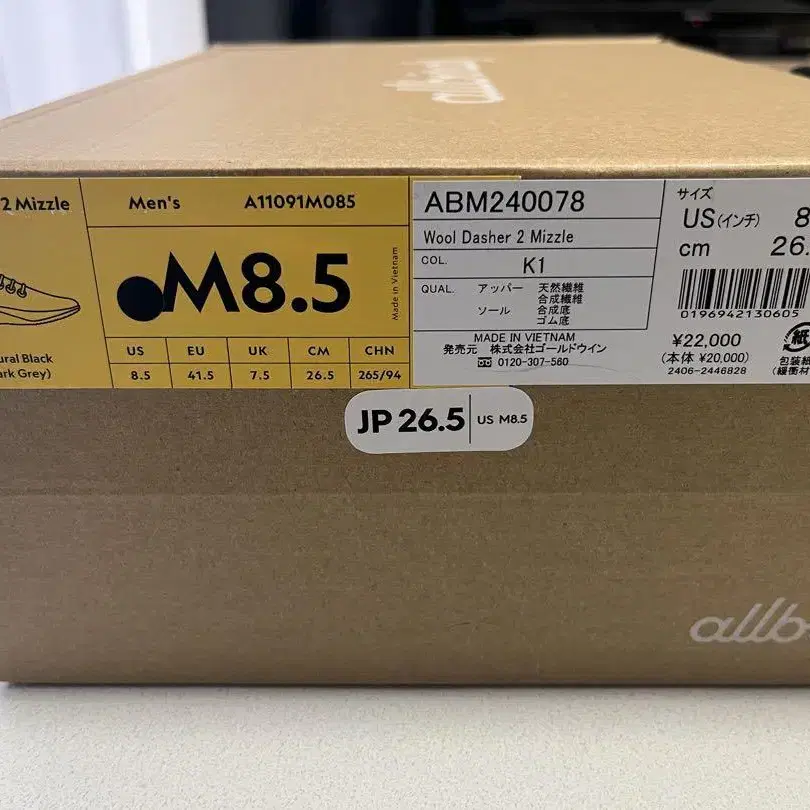 allbirds
2 Mizzle
Men's A11091M085
M8.5
Made in Vietnam
US EU UK CM CHN
8.5 41.5 7.5 26.5 265/94
ural Black
ark Grey)
ABM240078
Wool Dasher 2 Mizzle
COL. K1
QUAL. アッパー 天然繊維
合成繊維
ソール 合成底
ゴム底
MADE IN VIETNAM
発売元 株式会社ゴールドウイン
0120-307-560
サイズ
US(インチ) 8
cm 26.
0196942130605
¥22,000
(本体 ¥20,000)
2406-2446828
紙
包装紙
(緩衝材
JP 26.5 US M8.5
allb